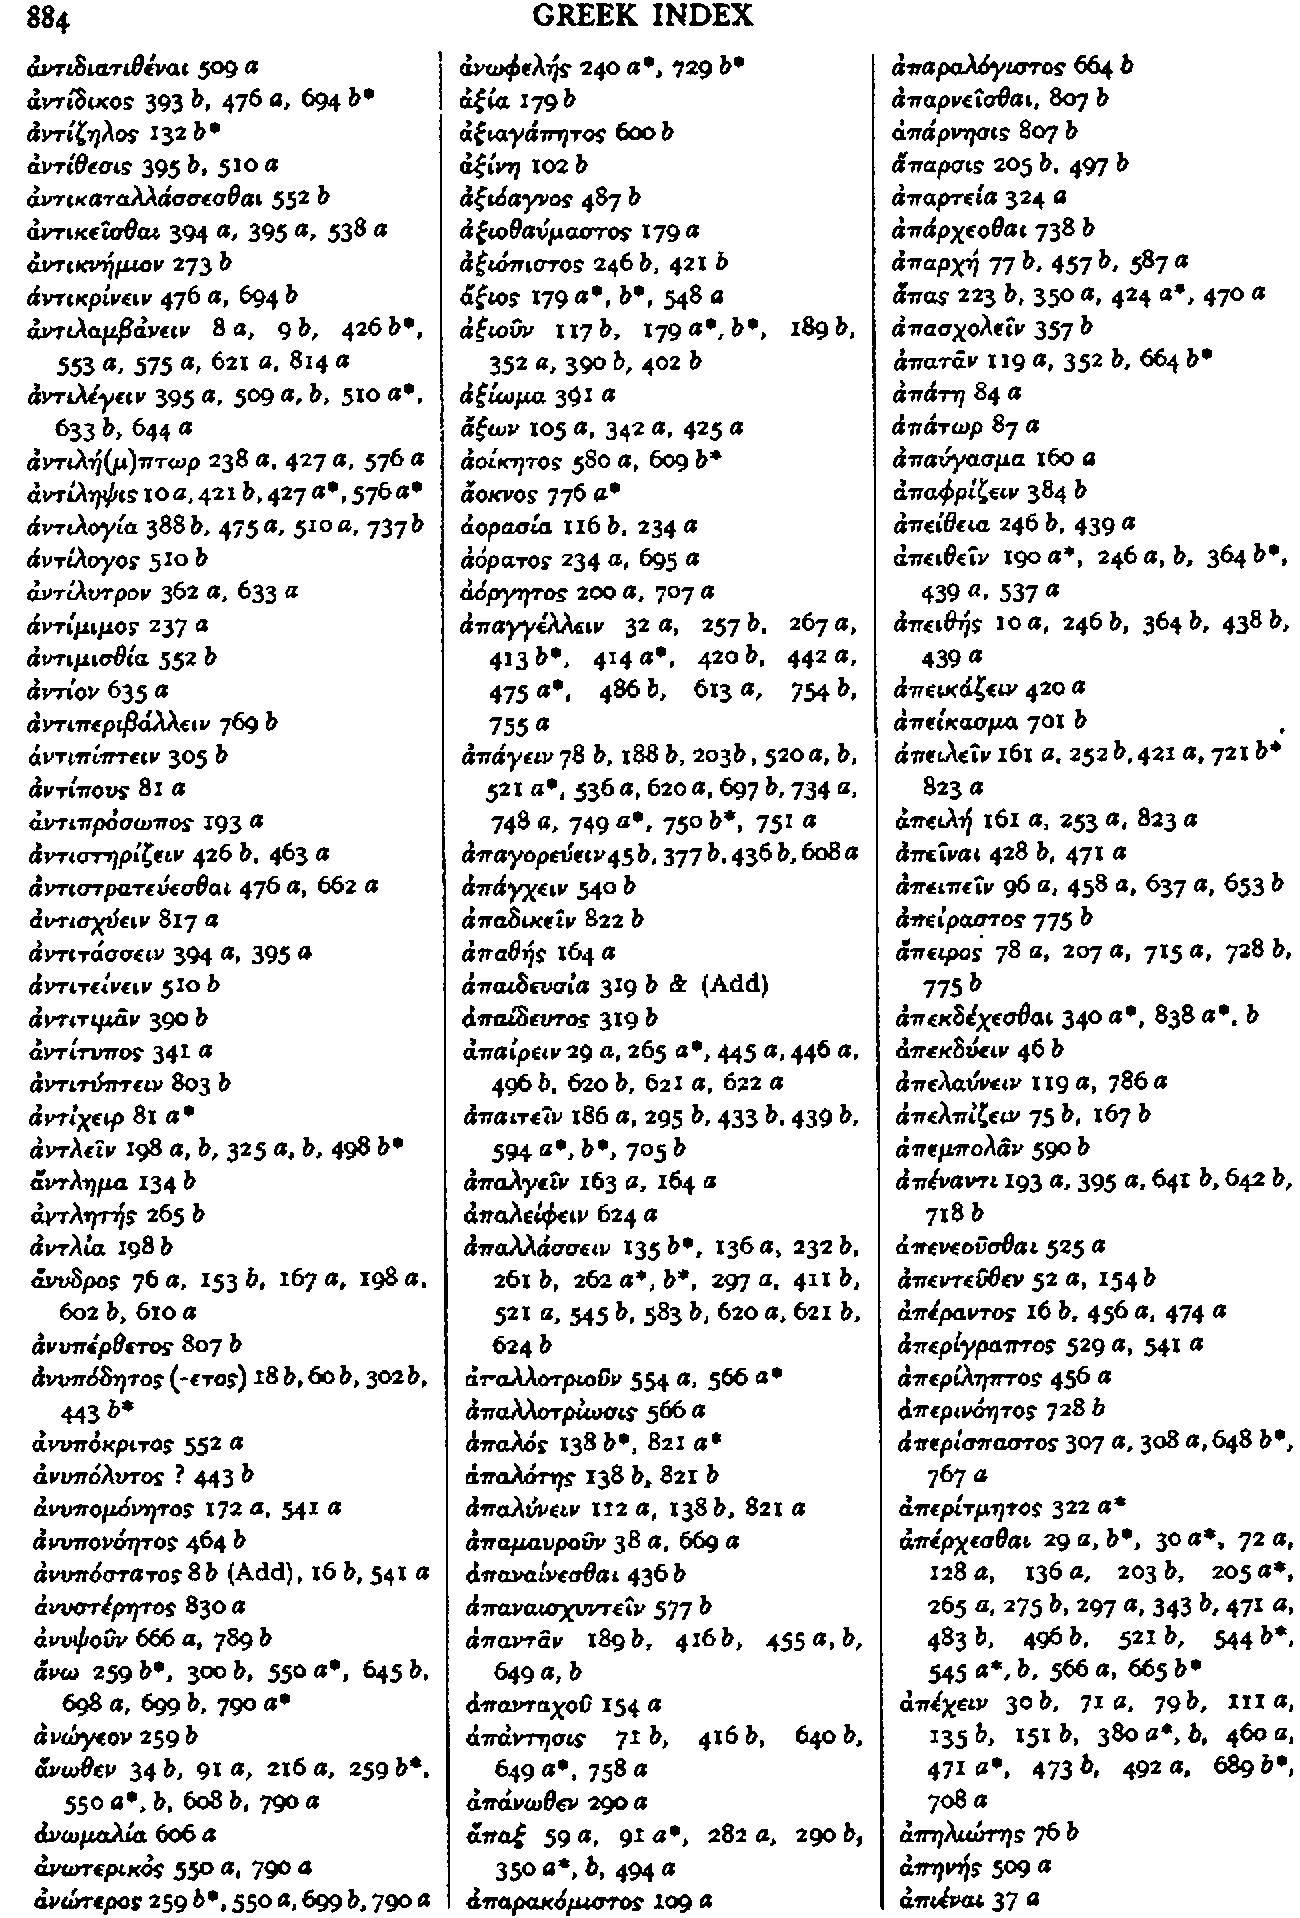 884
GREEK INDEX
ἀντιδιατιθέναι 509 a
ἀντίδικος 393 b, 476 a, 694 b*
ἀντίζηλος 132 b*
ἀντίθεσις 395 b, 510 a
ἀντικαταλλάσσεσθαι 552 b
ἀντικεῖσθαι 394 a, 395 a, 538 a
ἀντικνήμιον 273 b
ἀντικρίνειν 476 a, 694 b
ἀντιλαμβάνειν 8 a, 9 b, 426 b*,
553 a, 575 a, 621 a, 814 a
ἀντιλέγειν 395 a, 509 a, b, 510 a*,
633 b, 644 a
ἀντιλή(μ)πτωρ 238 a, 427 a, 576 a
ἀντίληψις 10 a, 421 b, 427 a*, 576 a*
ἀντιλογία 388 b, 475 a, 510 a, 737 b
ἀντίλογος 510 b
ἀντίλυτρον 362 a, 633 a
ἀντίμιμος 237 a
ἀντιμισθία 552 b
ἀντίον 635 a
ἀντιπεριβάλλειν 769 b
ἀντιπίπτειν 305 b
ἀντίπους 81 a
ἀντιπρόσωπος 193 a
ἀντιστηρίζειν 426 b, 463 a
ἀντιστρατεύεσθαι 476 a, 662 a
ἀντισχύειν 817 a
ἀντιτάσσειν 394 a, 395 a
ἀντιτείνειν 510 b
ἀντιτιμᾶν 390 b
ἀντίτυπος 341 a
ἀντιτύπτειν 803 b
ἀντίχειρ 81 a*
ἀντλεῖν 198 a, b, 325 a, b, 498 b*
ἄντλημα 134 b
ἀντλητής 265 b
ἀντλία 198 b
ἄνυδρος 76 a, 153 b, 167 a, 198 a,
602 b, 610 a
ἀνυπέρθετος 807 b
ἀνυπόδητος (-ετος) 18 b, 60 b, 302 b,
443 b*
ἀνυπόκριτος 552 a
ἀνυπόλυτος ? 443 b
ἀνυπομόνητος 172 a, 541 a
ἀνυπονόητος 464 b
ἀνυπόστατος 8 b (Add), 16 b, 541 a
ἀνυστέρητος 830 a
ἀνυψοῦν 666 a, 789 b
ἄνω 259 b*, 300 b, 550 a*, 645 b,
698 a, 699 b, 790 a*
ἀνώγεον 259 b
ἄνωθεν 34 b, 91 a, 216 a, 259 b*,
550 a*, b, 608 b, 790 a
ἀνωμαλία 606 a
ἀνωτερικός 550 a, 790 a
ἀνώτερος 259 b*, 550 a, 699 b, 790 a
ἀνωφελής 240 a*, 729 b*
ἀξία 179 b
ἀξιαγάπητος 600 b
ἀξίνη 102 b
ἀξιόαγνος 487 b
ἀξιοθαύμαστος 179 a
ἀξιόπιστος 246 b, 421 b
ἄξιος 179 a*, b*, 548 a
ἀξιοῦν 117 b, 179 a*, b*, 189 b,
352 a, 390 b, 402 b
ἀξίωμα 391 a
ἄξων 105 a, 342 a, 425 a
ἀοίκητος 580 a, 609 b*
ἄοκνος 776 a*
ἀορασία 116 b, 234 a
ἀόρατος 234 a, 695 a
ἀόργητος 200 a, 707 a
ἀπαγγέλλειν 32 a, 257 b, 267 a,
413 b*, 414 a*, 420 b, 442 a,
475 a*, 486 b, 613 a, 754 b,
755 a
ἀπάγειν 78 b, 188 b, 203 b, 520 a, b,
521 a*, 536 a, 620 a, 697 b, 734 a,
748 a, 749 a*, 750 b*, 751 a
ἀπαγορεύειν 45 b, 377 b, 436 b, 608 a
ἀπάγχειν 540 b
ἀπαδικεῖν 822 b
ἀπαθής 164 a
ἀπαιδευσία 319 b & (Add)
ἀπαίδευτος 319 b
ἀπαίρειν 29 a, 265 a*, 445 a, 446 a,
496 b, 620 b, 621 a, 622 a
ἀπαιτεῖν 186 a, 295 b, 433 b, 439 b,
594 a*, b*, 705 b
ἀπαλγεῖν 163 a, 164 a
ἀπαλείφειν 624 a
ἀπαλλάσσειν 135 b*, 136 a, 232 b,
261 b, 262 a*, b*, 297 a, 411 b,
521 a, 545 b, 583 b, 620 a, 621 b,
624 b
ἀπαλλοτριοῦν 554 a, 566 a*
ἀπαλλοτρίωσις 566 a
ἁπαλός 138 b*, 821 a*
ἁπαλότης 138 b, 821 b
ἁπαλύνειν 112 a, 138 b, 821 a
ἀπαμαυροῦν 38 a, 669 a
ἀπαναίνεσθαι 436 b
ἀπαναισχυντεῖν 577 b
ἀπαντᾶν 189 b, 416 b, 455 a, b,
649 a, b
ἁπανταχοῦ 154 a
ἀπάντησις 71 b, 416 b, 640 b,
649 a*, 758 a
ἀπάνωθεν 290 a
ἅπαξ 59 a, 91 a*, 282 a, 290 b,
350 a*, b, 494 a
ἀπαρακόμιστος 109 a
ἀπαραλόγιστος 664 b
ἀπαρνεῖσθαι, 807 b
ἀπάρνησις 807 b
ἄπαρσις 205 b, 497 b
ἀπαρτεία 324 a
ἀπάρχεσθαι 738 b
ἀπαρχή 77 b, 457 b, 587 a
ἅπας 223 b, 350 a, 424 a*, 470 a
ἀπασχολεῖν 357 b
ἀπατᾶν 119 a, 352 b, 664 b*
ἀπάτη 84 a
ἀπάτωρ 87 a
ἀπαύγασμα 160 a
ἀπαφρίζειν 384 b
ἀπείθεια 246 b, 439 a
ἀπειθεῖν 190 a*, 246 a, b, 364 b*,
439 a, 537 a
ἀπειθής 10 a, 246 b, 364 b, 438 b,
439 a
ἀπεικάζειν 420 a
ἀπείκασμα 701 b
ἀπειλεῖν 161 a, 252 b, 421 a, 721 b*
823 a
ἀπειλή 161 a, 253 a, 823 a
ἀπεῖναι 428 b, 471 a
ἀπειπεῖν 96 a, 458 a, 637 a, 653 b
ἀπείραστος 775 b
ἄπειρος 78 a, 207 a, 715 a, 728 b,
775 b
ἀπεκδέχεσθαι 340 a*, 838 a*, b
ἀπεκδύειν 46 b
ἀπελαύνειν 119 a, 786 a
ἀπελπίζειν 75 b, 167 b
ἀπεμπολᾶν 590 b
ἀπέναντι 193 a, 395 a, 641 b, 642 b,
718 b
ἀπενεοῦσθαι 525 a
ἀπεντεῦθεν 52 a, 154 b
ἀπέραντος 16 b, 456 a, 474 a
ἀπερίγραπτος 529 a, 541 a
ἀπερίληπτος 456 a
ἀπερινόητος 728 b
ἀπερίσπαστος 307 a, 308 a, 648 b*,
767 a
ἀπερίτμητος 322 a*
ἀπέρχεσθαι 29 a, b*, 30 a*, 72 a,
128 a, 136 a, 203 b, 205 a*,
265 a, 275 b, 297 a, 343 b, 471 a,
483 b, 496 b, 521 b, 544 b*,
545 a*, b, 566 a, 665 b*
ἀπέχειν 30 b, 71 a, 79 b, 111 a,
135 b, 151 b, 380 a*, b, 460 a,
471 a*, 473 b, 492 a, 689 b*,
708 a
ἀπηλιώτης 76 b
ἀπηνής 509 a
ἀπιέναι 37 a